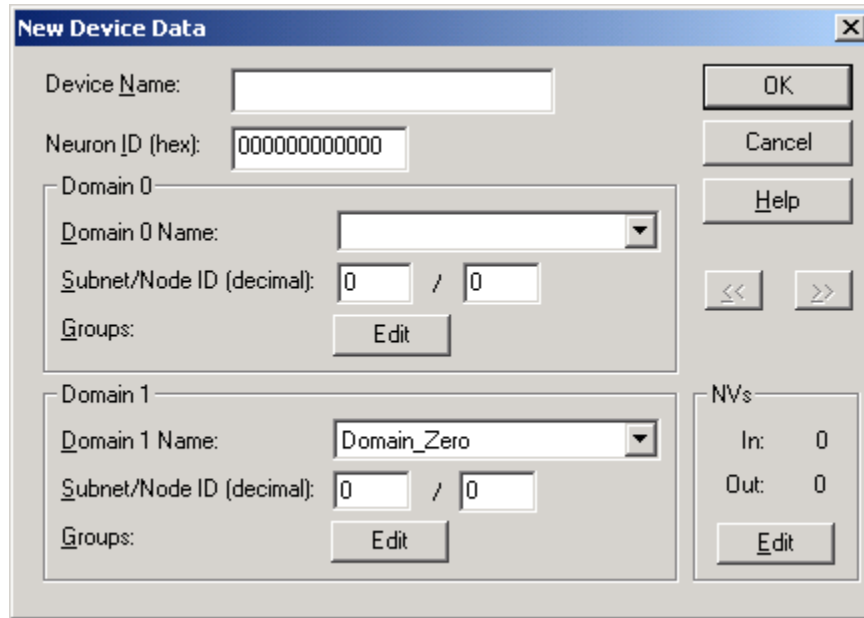 New Device Data
Device Name:
OK
Neuron ID (hex): 000000000000
Cancel
Domain 0
Help
Domain 0 Name:
Subnet/Node ID (decimal): 0 / 0
<< >>
Groups: Edit
Domain 1
NVs
Domain 1 Name: Domain_Zero
In: 0
Subnet/Node ID (decimal): 0 / 0
Out: 0
Groups: Edit
Edit